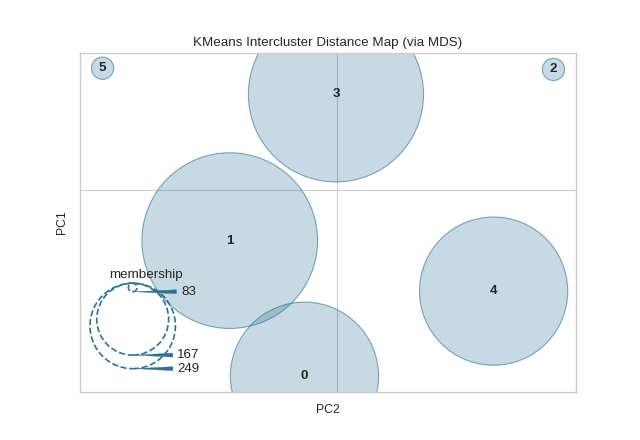 KMeans Intercluster Distance Map (via MDS)
5
2
3
PC1
1
membership
83
4
167
249
0
PC2